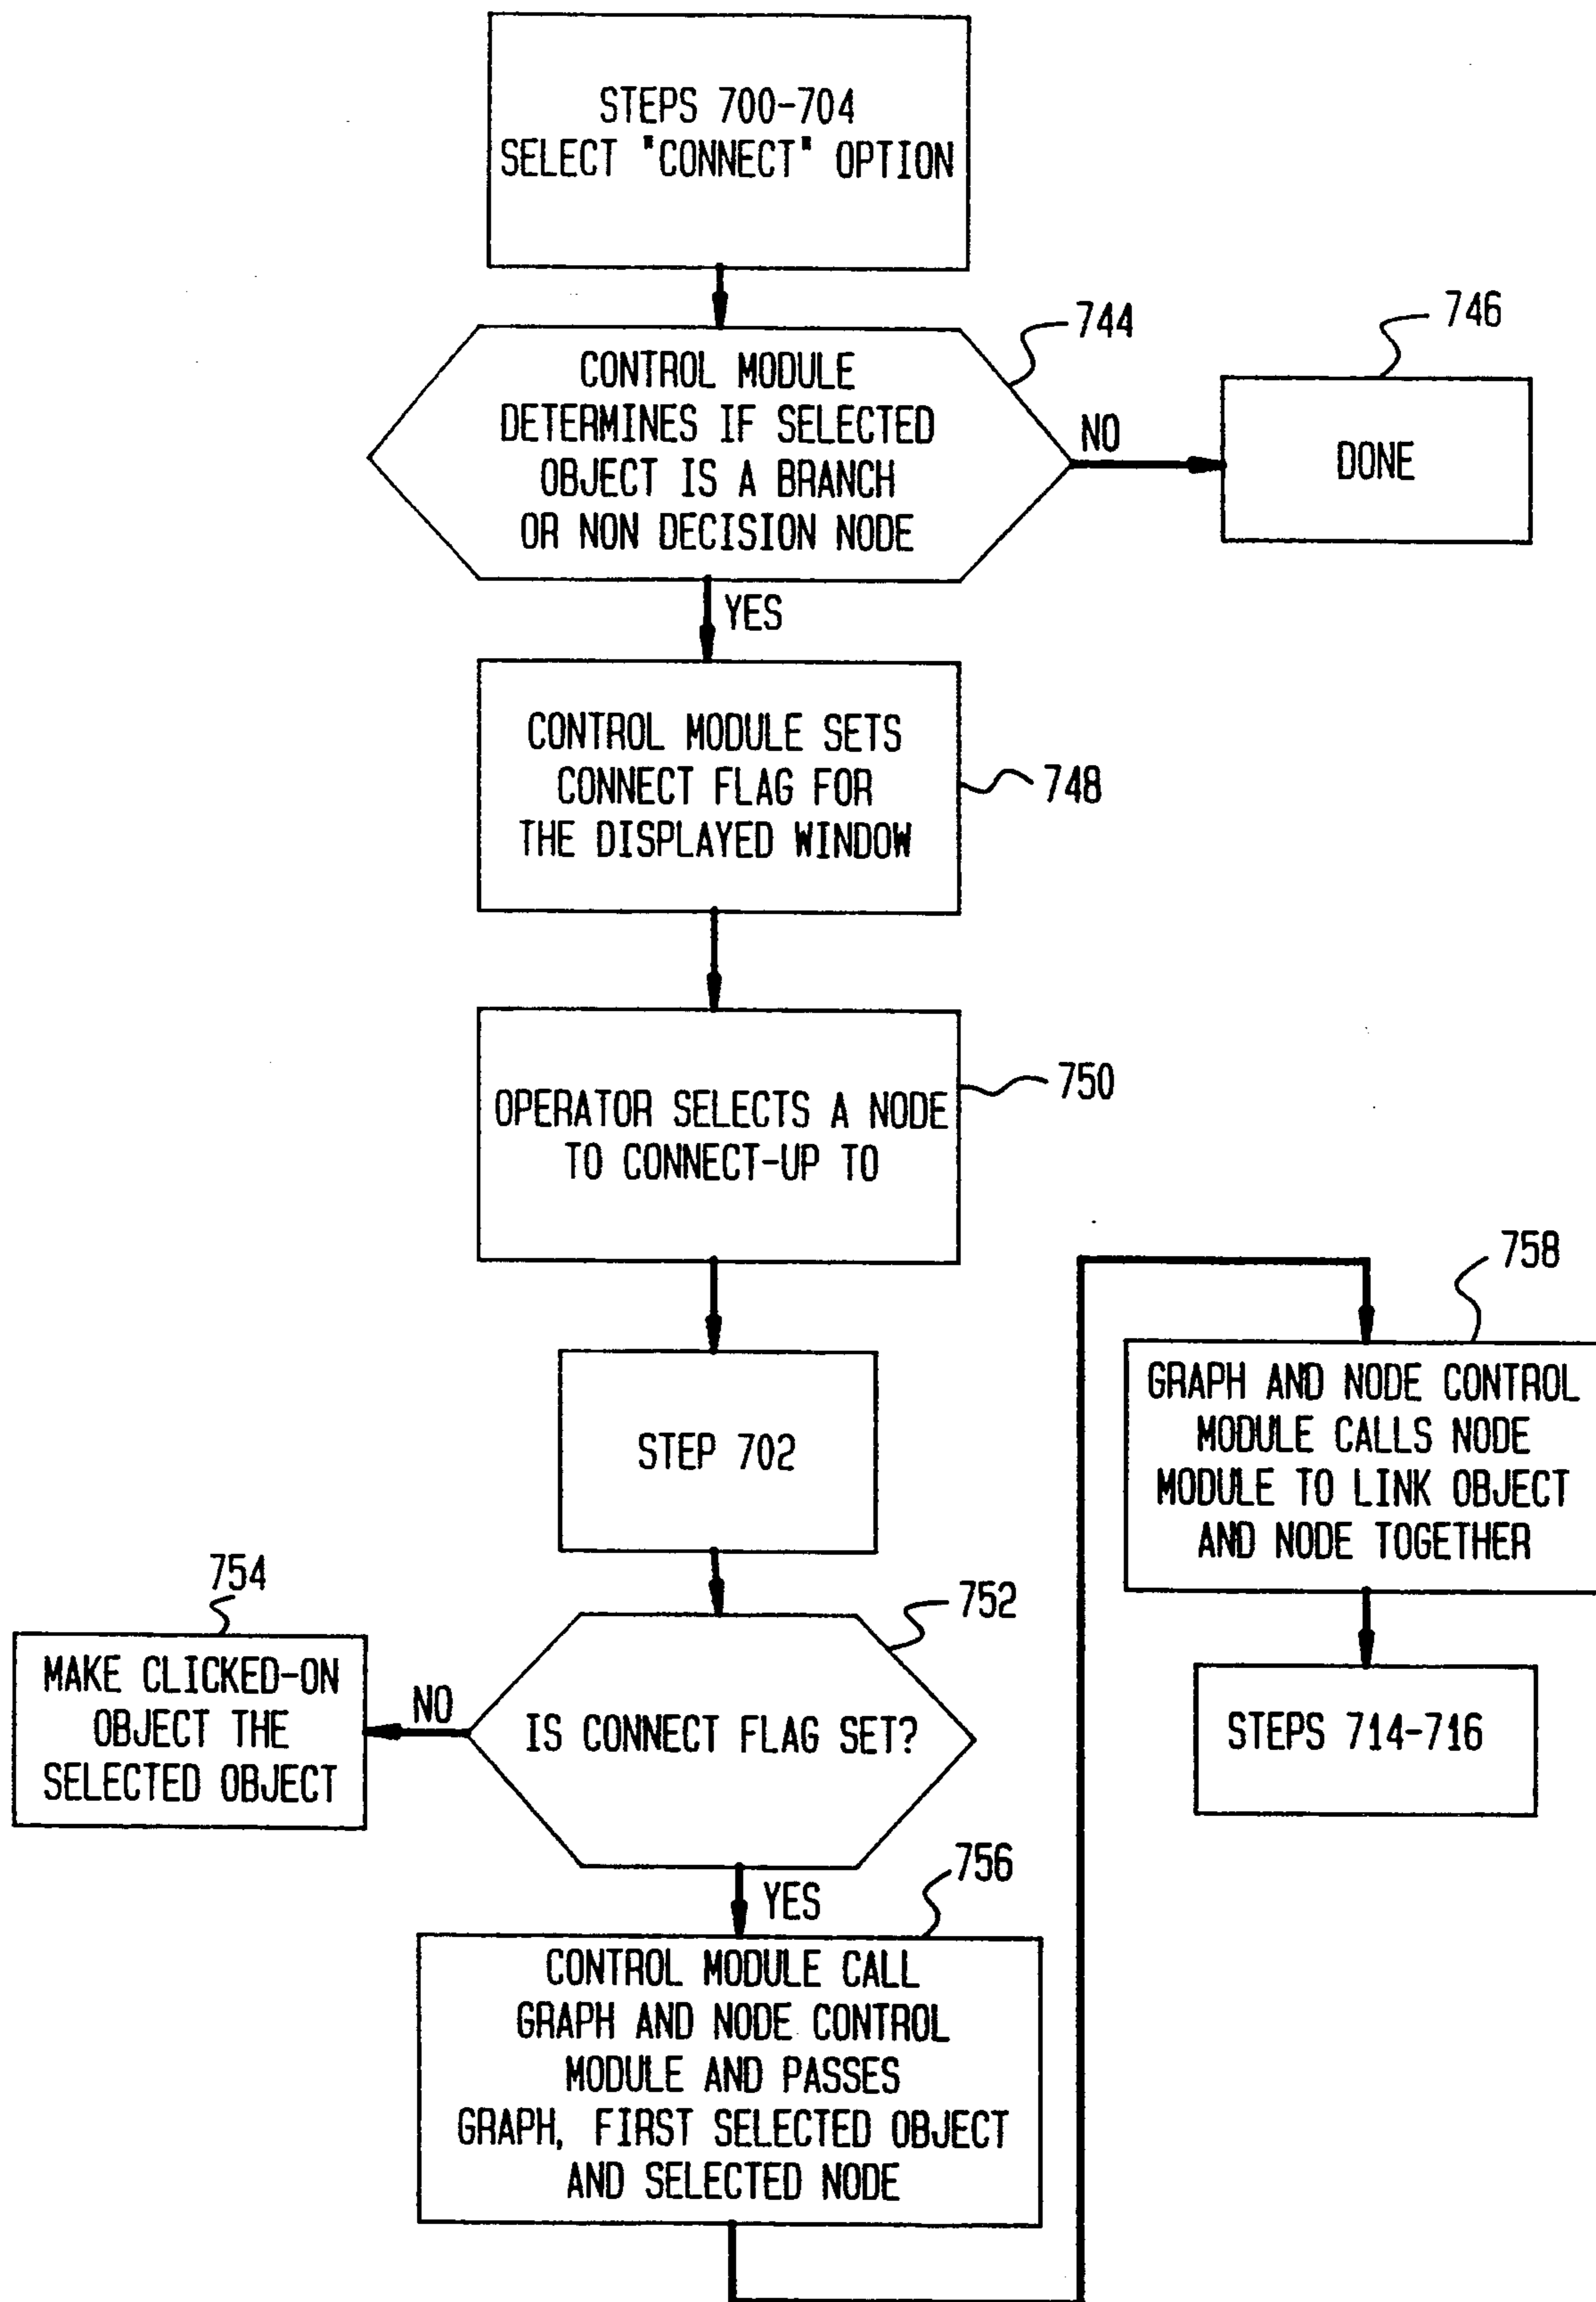 STEPS 700-704
SELECT "CONNECT" OPTION
744
CONTROL MODULE
DETERMINES IF SELECTED
OBJECT IS A BRANCH
OR NON DECISION NODE
NO
746
DONE
YES
CONTROL MODULE SETS
CONNECT FLAG FOR
THE DISPLAYED WINDOW
748
OPERATOR SELECTS A NODE
TO CONNECT-UP TO
750
STEP 702
752
IS CONNECT FLAG SET?
NO
754
MAKE CLICKED-ON
OBJECT THE
SELECTED OBJECT
YES
756
CONTROL MODULE CALL
GRAPH AND NODE CONTROL
MODULE AND PASSES
GRAPH, FIRST SELECTED OBJECT
AND SELECTED NODE
758
GRAPH AND NODE CONTROL
MODULE CALLS NODE
MODULE TO LINK OBJECT
AND NODE TOGETHER
STEPS 714-716